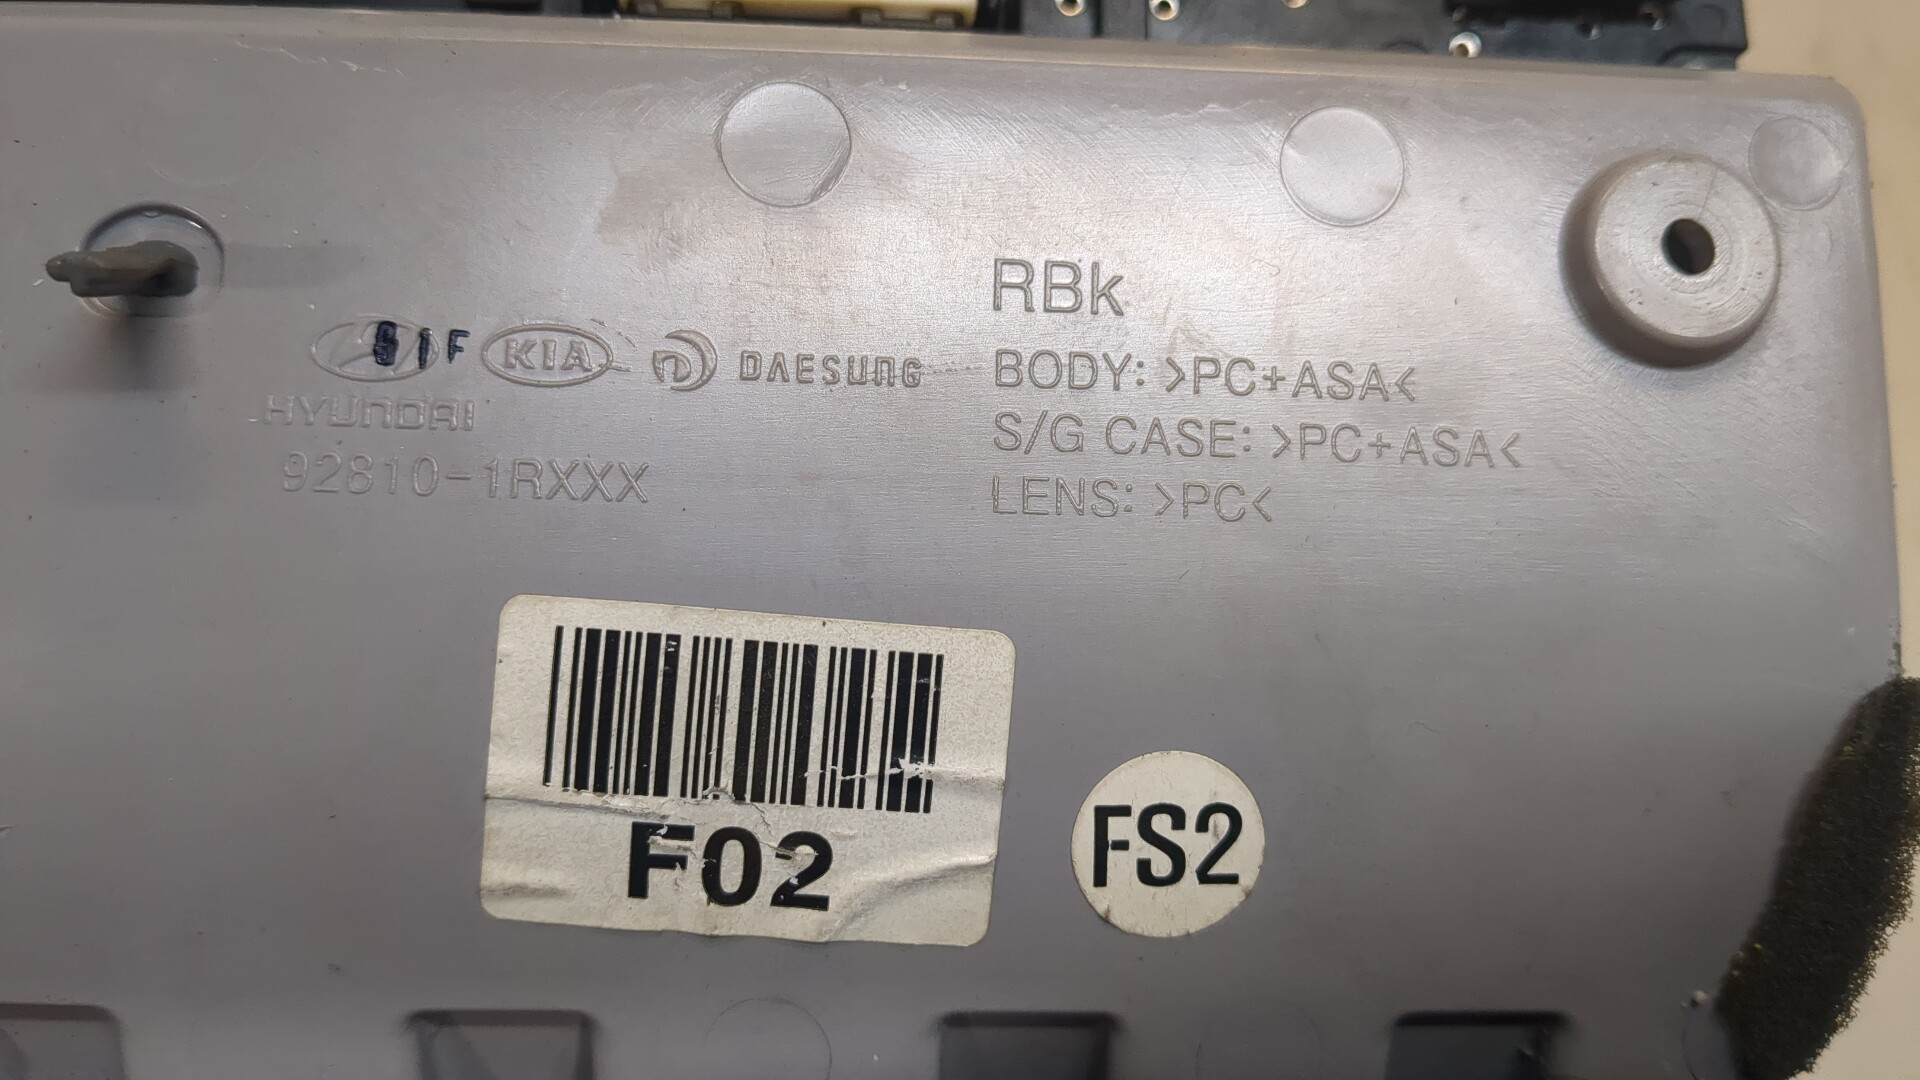 KIA DAESUNG
HYUNDAI
92810-1RXXX
RBk
BODY: >PC+ASA<
S/G CASE: >PC+ASA<
LENS: >PC<
F02
FS2